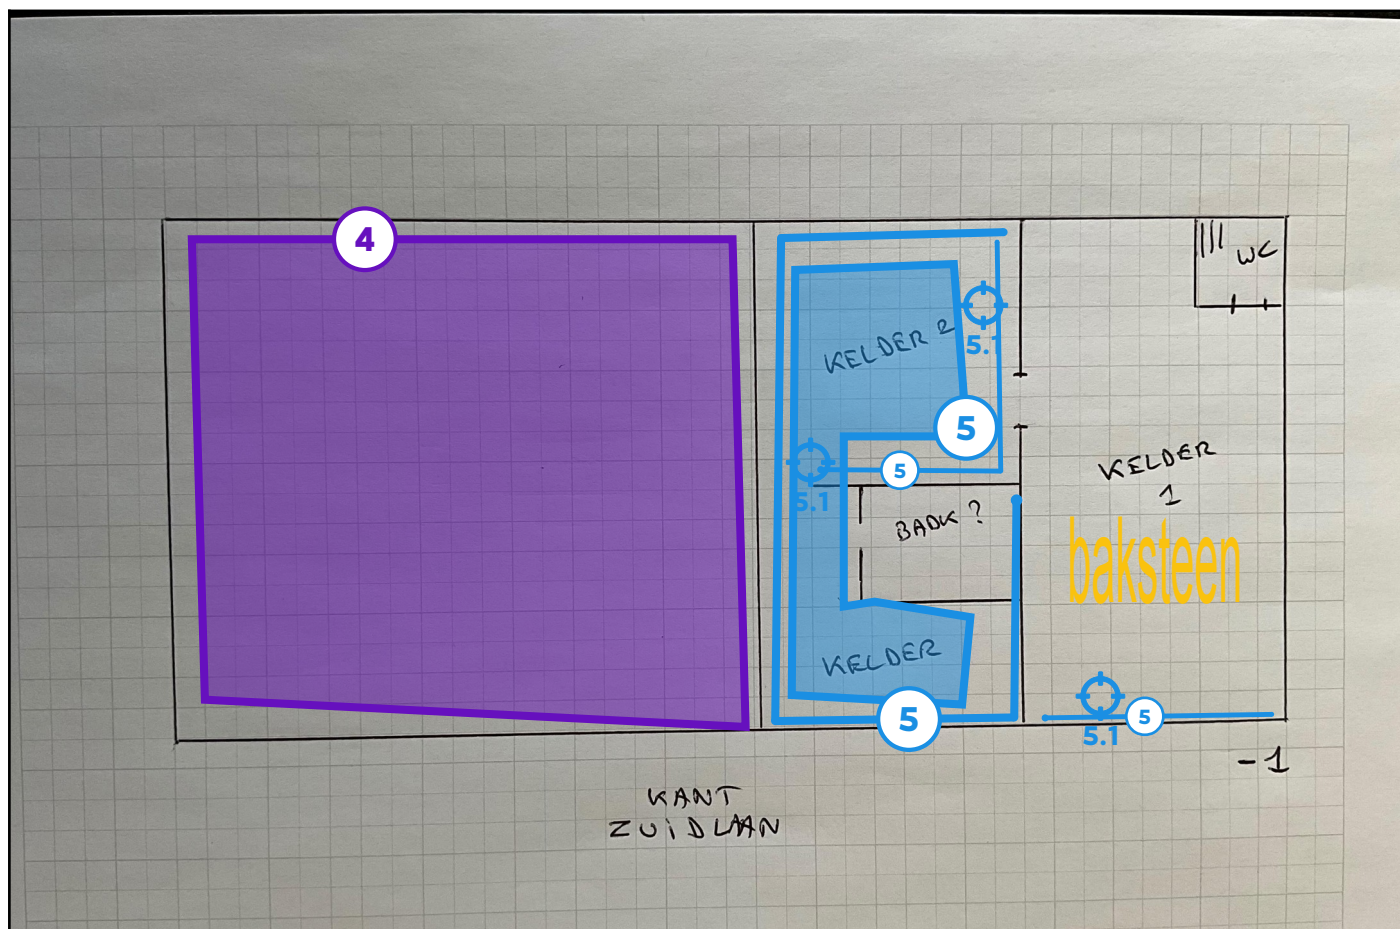 4
WC
KELDER 2
5.1
5
5
5.1
KELDER
1
BADK ?
baksteen
KELDER
5
5
5.1
-1
KANT
ZUIDLAAN